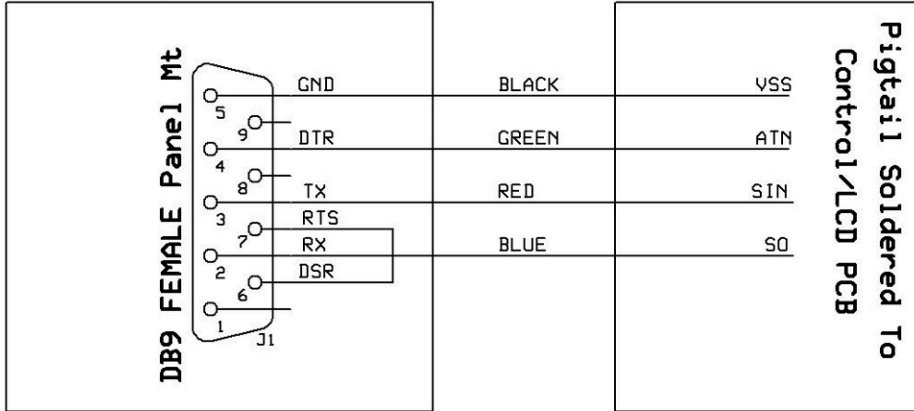 DB9 FEMALE Panel Mt
GND BLACK VSS
5
9
DTR GREEN ATN
4
8
TX RED SIN
3
RTS
7
RX BLUE SO
2
DSR
6
1
J1
Pigtail Soldered To
Control/LCD PCB